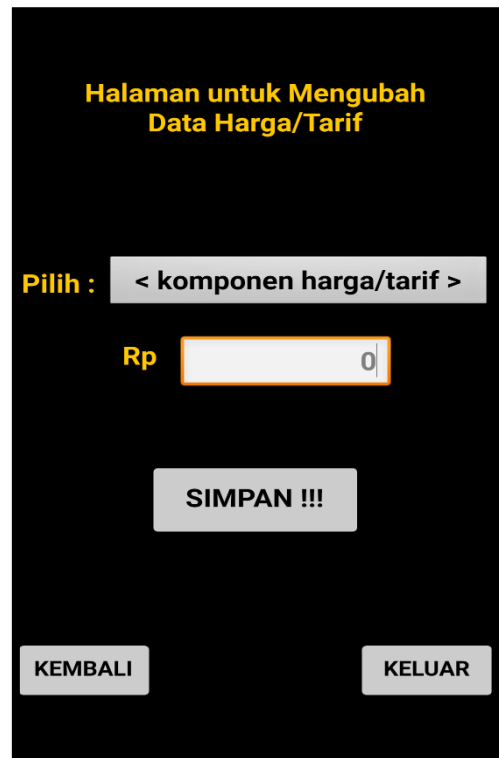 Halaman untuk Mengubah
Data Harga/Tarif
Pilih :
< komponen harga/tarif >
Rp
0
SIMPAN !!!
KEMBALI
KELUAR